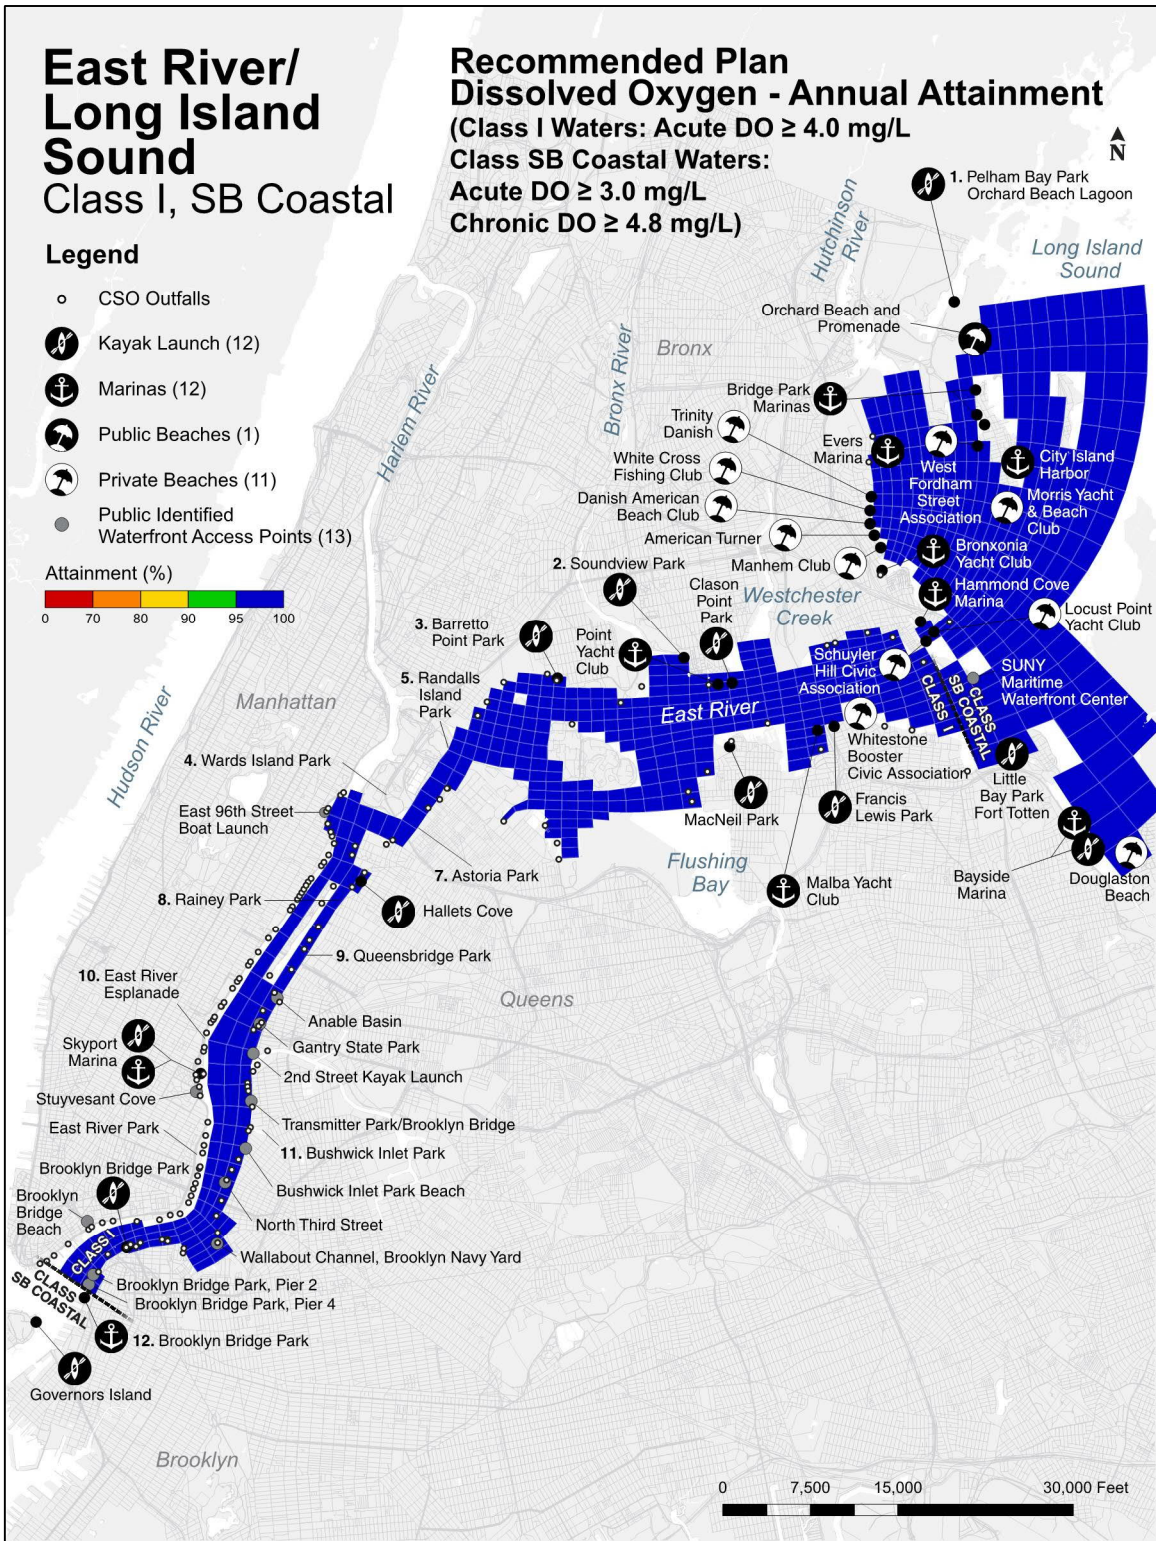 East River/
Long Island
Sound
Class I, SB Coastal
Recommended Plan
Dissolved Oxygen - Annual Attainment
(Class I Waters: Acute DO ≥ 4.0 mg/L
Class SB Coastal Waters:
Acute DO ≥ 3.0 mg/L
Chronic DO ≥ 4.8 mg/L)
N
Legend
CSO Outfalls
Kayak Launch (12)
Marinas (12)
Public Beaches (1)
Private Beaches (11)
Public Identified
Waterfront Access Points (13)
Attainment (%)
0 70 80 90 95 100
1. Pelham Bay Park
Orchard Beach Lagoon
Hutchinson
River
Long Island
Sound
Orchard Beach and
Promenade
Bronx
Bronx River
Harlem River
Bridge Park
Marinas
Trinity
Danish
Evers
Marina
White Cross
Fishing Club
West
Fordham
Street
Association
City Island
Harbor
Danish American
Beach Club
Morris Yacht
& Beach
Club
American Turner
Bronxonia
Yacht Club
Manhem Club
2. Soundview Park
Clason
Point
Park
Westchester
Creek
Hammond Cove
Marina
Locust Point
Yacht Club
3. Barretto
Point Park
Point
Yacht
Club
Schuyler
Hill Civic
Association
SUNY
Maritime
Waterfront Center
5. Randalls
Island
Park
East River
CLASS I
CLASS
SB COASTAL
Manhattan
Hudson River
Whitestone
Booster
Civic Association
4. Wards Island Park
Little
Bay Park
Fort Totten
East 96th Street
Boat Launch
MacNeil Park
Francis
Lewis Park
Flushing
Bay
7. Astoria Park
Malba Yacht
Club
Bayside
Marina
Douglaston
Beach
8. Rainey Park
Hallets Cove
9. Queensbridge Park
10. East River
Esplanade
Queens
Anable Basin
Skyport
Marina
Gantry State Park
2nd Street Kayak Launch
Stuyvesant Cove
Transmitter Park/Brooklyn Bridge
East River Park
11. Bushwick Inlet Park
Brooklyn Bridge Park
Bushwick Inlet Park Beach
Brooklyn
Bridge
Beach
North Third Street
CLASS I
Wallabout Channel, Brooklyn Navy Yard
CLASS
SB COASTAL
Brooklyn Bridge Park, Pier 2
Brooklyn Bridge Park, Pier 4
12. Brooklyn Bridge Park
Governors Island
Brooklyn
0 7,500 15,000 30,000 Feet